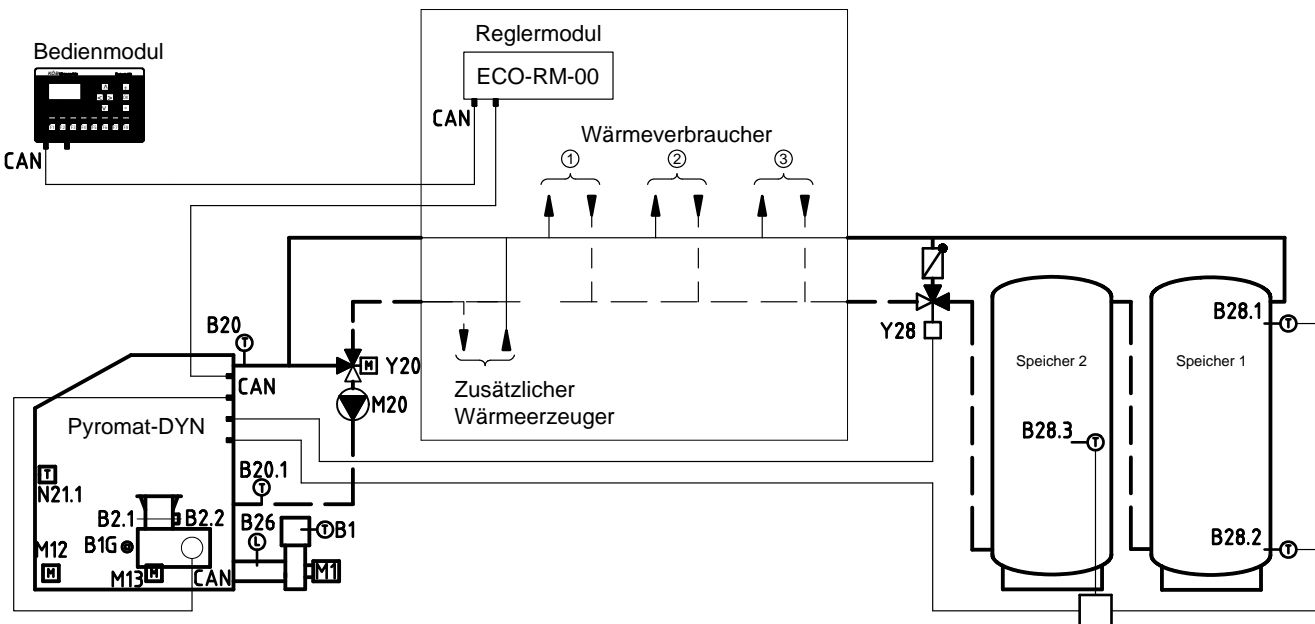 Bedienmodul
CAN
Reglermodul
ECO-RM-00
CAN
Wärmeverbraucher
1
2
3
Zusätzlicher
Wärmeerzeuger
B20
T
M
Y20
M20
CAN
Pyromat-DYN
T
N21.1
B2.1
B2.2
B1G
M12
M
M13
M
CAN
B20.1
T
B26
L
T
B1
M1
Y28
Speicher 2
B28.3
T
Speicher 1
B28.1
T
B28.2
T